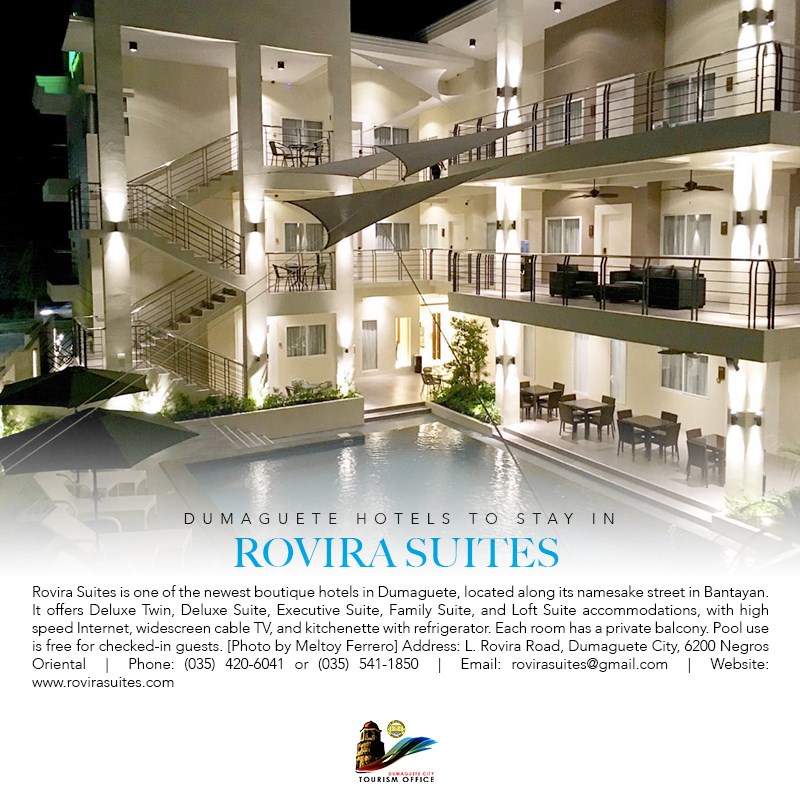 DUMAGUETE HOTELS TO STAY IN
ROVIRA SUITES
Rovira Suites is one of the newest boutique hotels in Dumaguete, located along its namesake street in Bantayan.
It offers Deluxe Twin, Deluxe Suite, Executive Suite, Family Suite, and Loft Suite accommodations, with high
speed Internet, widescreen cable TV, and kitchenette with refrigerator. Each room has a private balcony. Pool use
is free for checked-in guests. [Photo by Meltoy Ferrero] Address: L. Rovira Road, Dumaguete City, 6200 Negros
Oriental | Phone: (035) 420-6041 or (035) 541-1850 | Email: rovirasuites@gmail.com | Website:
www.rovirasuites.com
DUMAGUETE CITY
TOURISM OFFICE